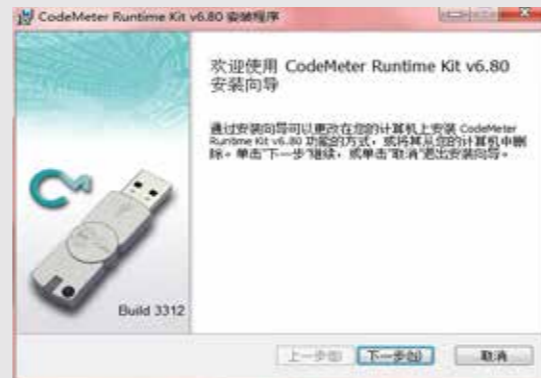 CodeMeter Runtime Kit v6.80 安装程序
欢迎使用 CodeMeter Runtime Kit v6.80
安装向导
通过安装向导可以更改在您的计算机上安装 CodeMeter
Runtime Kit v6.80 功能的方式，或将其从您的计算机中删
除。单击“下一步”继续，或单击“取消”退出安装向导。
Build 3312
上一步(B)
下一步(N)
取消